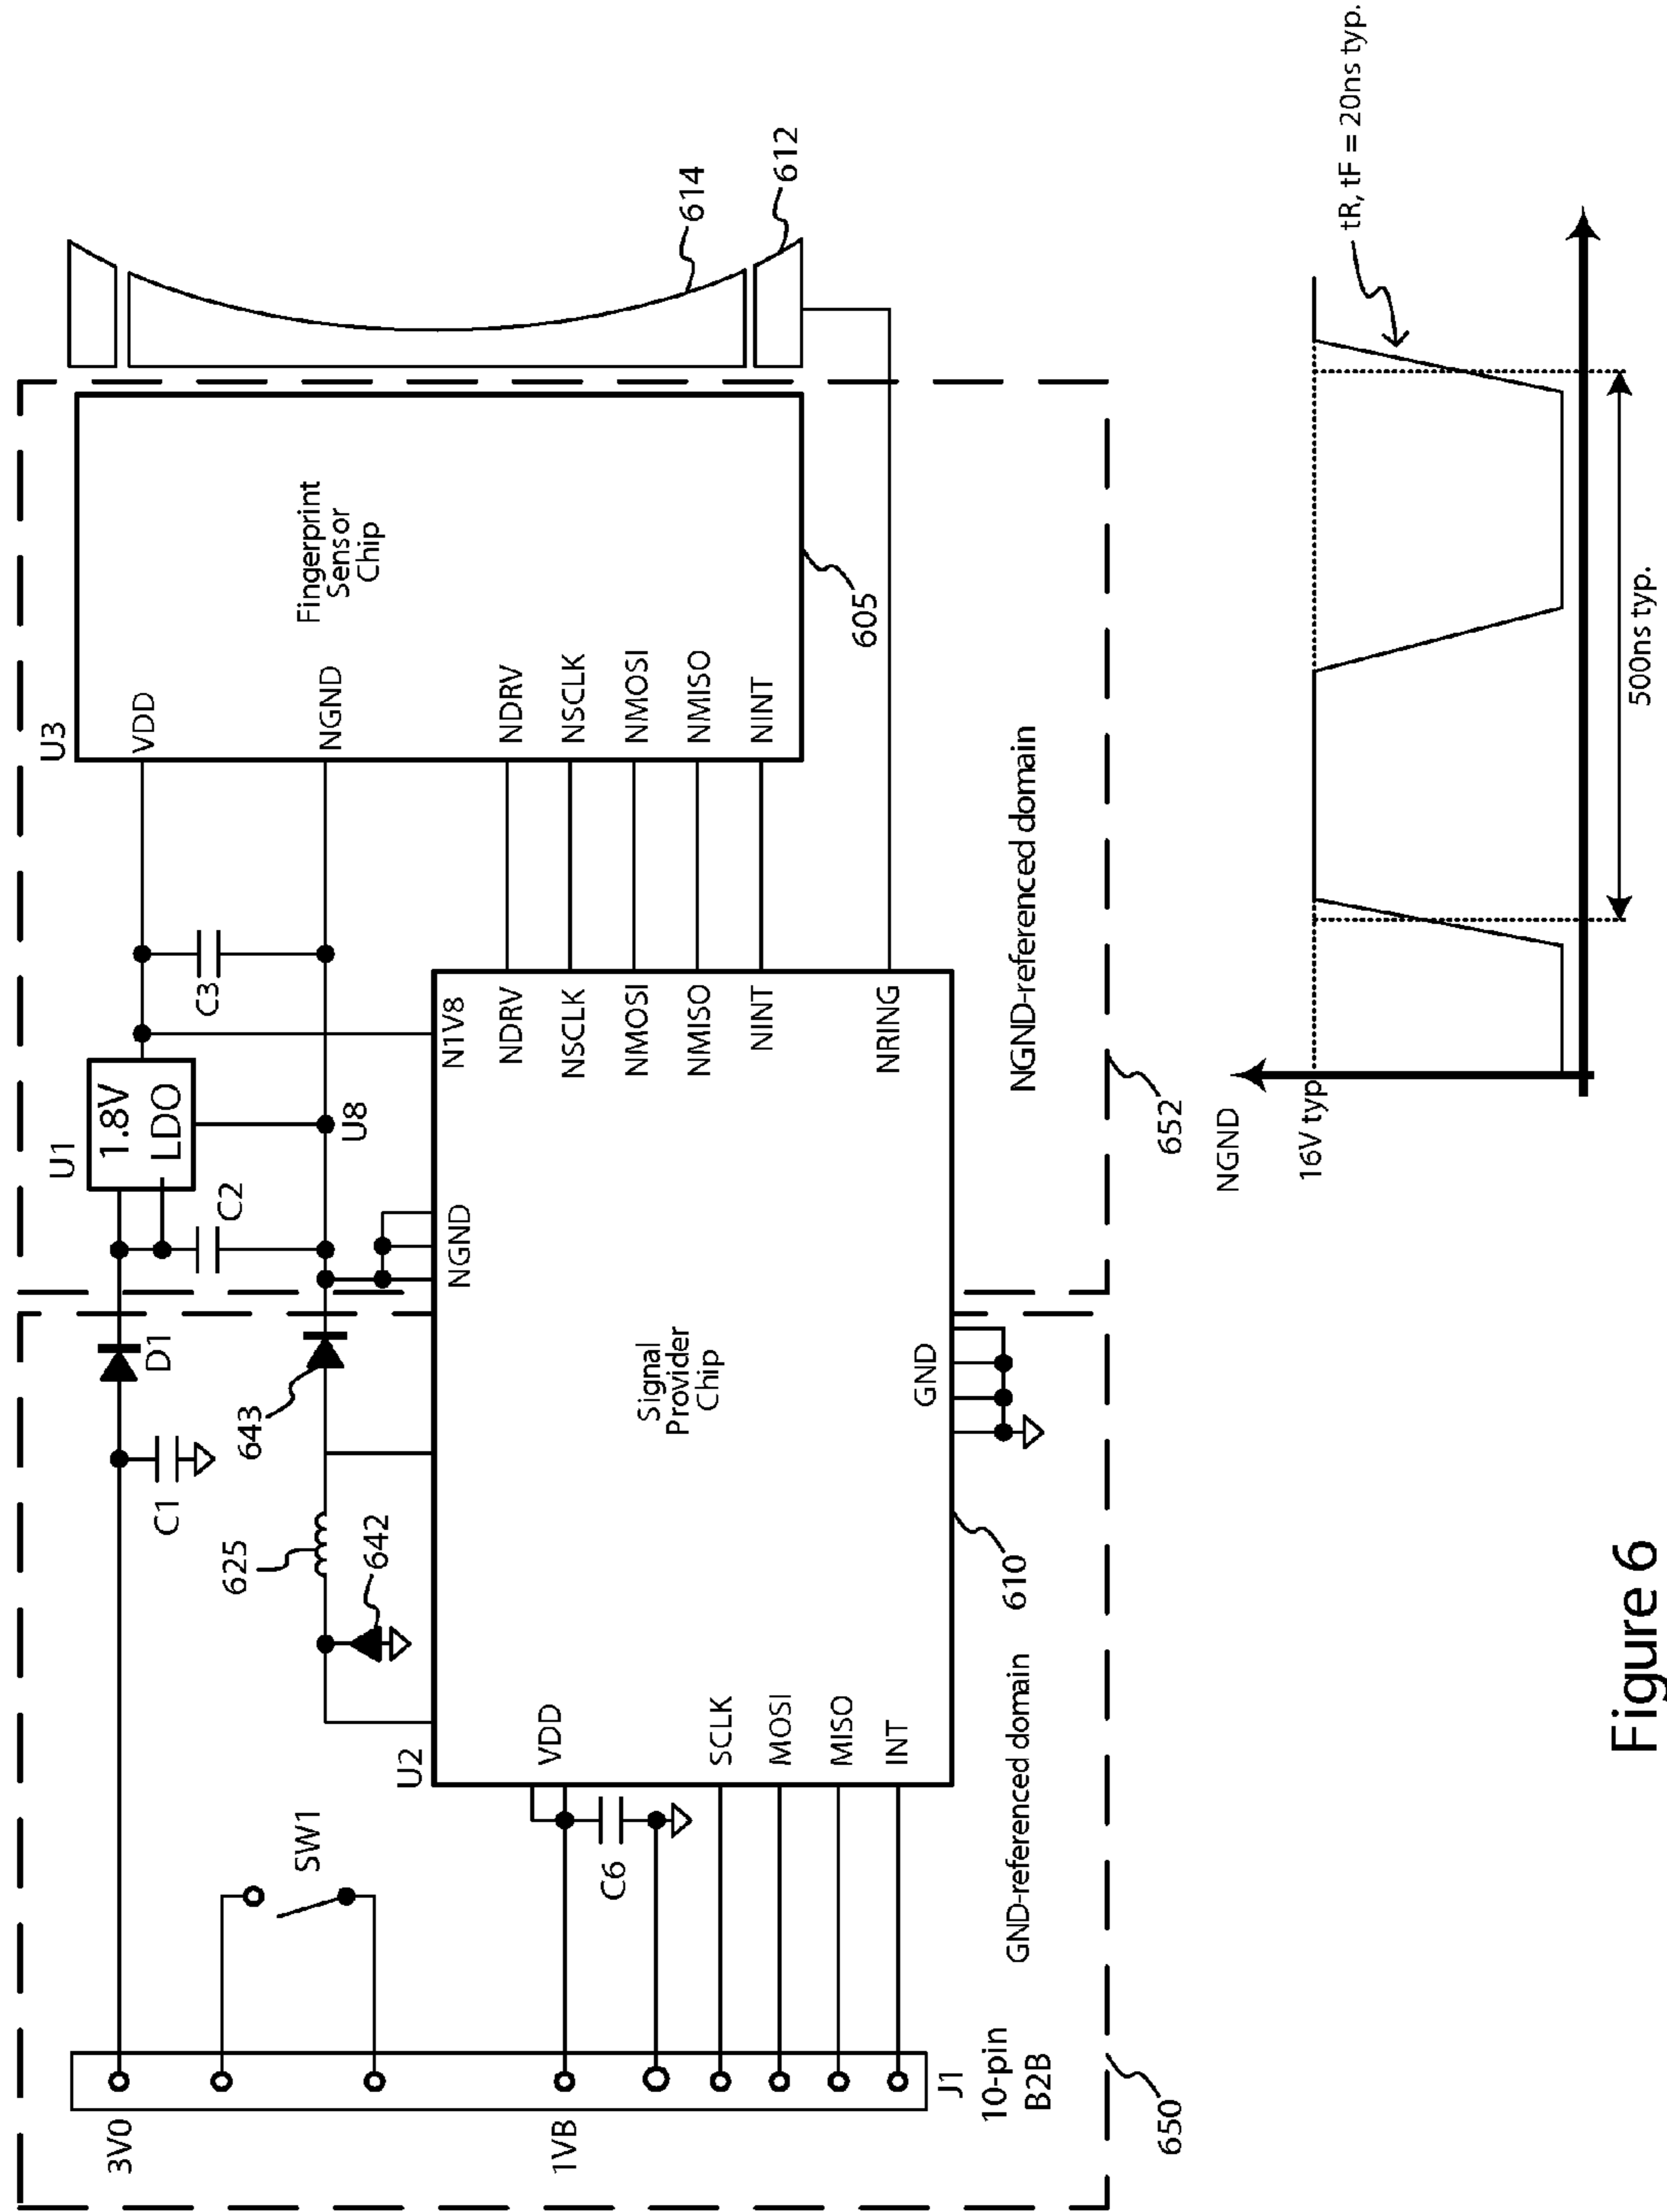 3V0
1VB
J1
10-pin
B2B
650
SW1
C1
D1
625
642
643
U2
VDD
C6
SCLK
MOSI
MISO
INT
GND-referenced domain
610
Signal
Provider
Chip
GND
NGND
N1V8
NDRV
NSCLK
NMOSI
NMISO
NINT
NRING
U1
1.8V
LDO
C2
U8
C3
NGND-referenced domain
652
U3
VDD
NGND
NDRV
NSCLK
NMOSI
NMISO
NINT
Fingerprint
Sensor
Chip
605
614
612
NGND
16V typ
tR, tF = 20ns typ.
500ns typ.
Figure 6